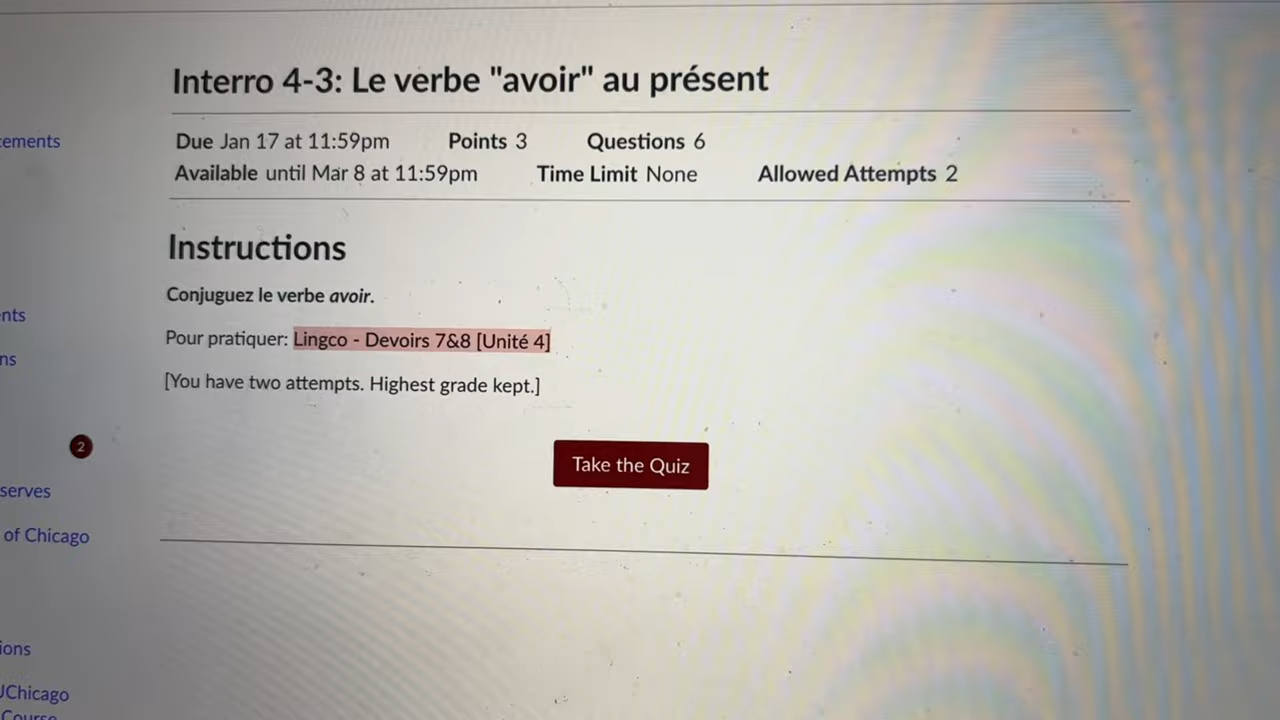 Interro 4-3: Le verbe "avoir" au présent
Due Jan 17 at 11:59pm Points 3 Questions 6
Available until Mar 8 at 11:59pm Time Limit None Allowed Attempts 2
Instructions
Conjuguez le verbe avoir.
Pour pratiquer: Lingco - Devoirs 7&8 [Unité 4]
[You have two attempts. Highest grade kept.]
Take the Quiz
cements
ents
ns
2
serves
of Chicago
ions
UChicago
Course